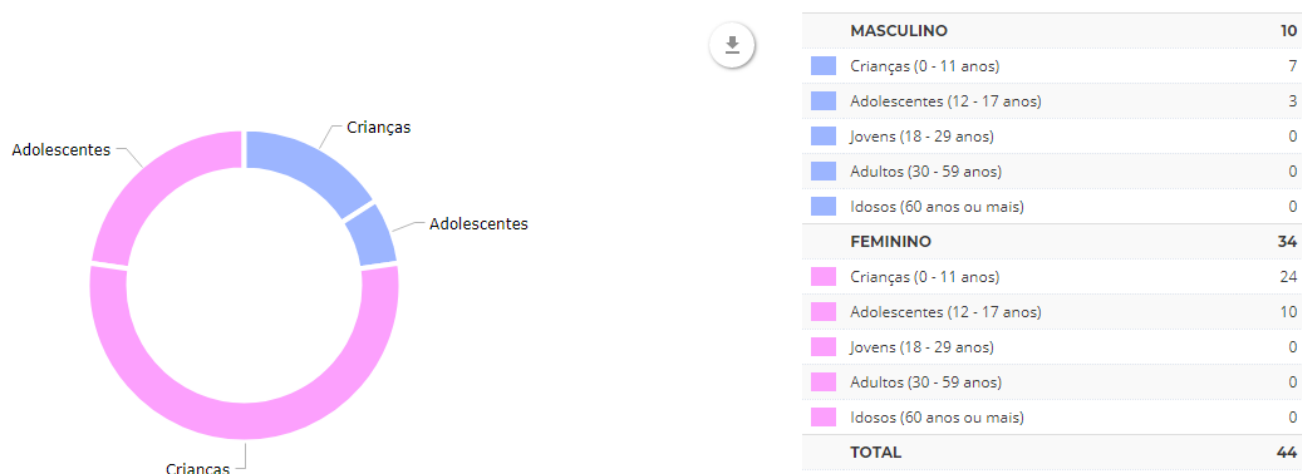 Crianças
Adolescentes
Adolescentes
Crianças
MASCULINO 10
Crianças (0 - 11 anos) 7
Adolescentes (12 - 17 anos) 3
Jovens (18 - 29 anos) 0
Adultos (30 - 59 anos) 0
Idosos (60 anos ou mais) 0
FEMININO 34
Crianças (0 - 11 anos) 24
Adolescentes (12 - 17 anos) 10
Jovens (18 - 29 anos) 0
Adultos (30 - 59 anos) 0
Idosos (60 anos ou mais) 0
TOTAL 44